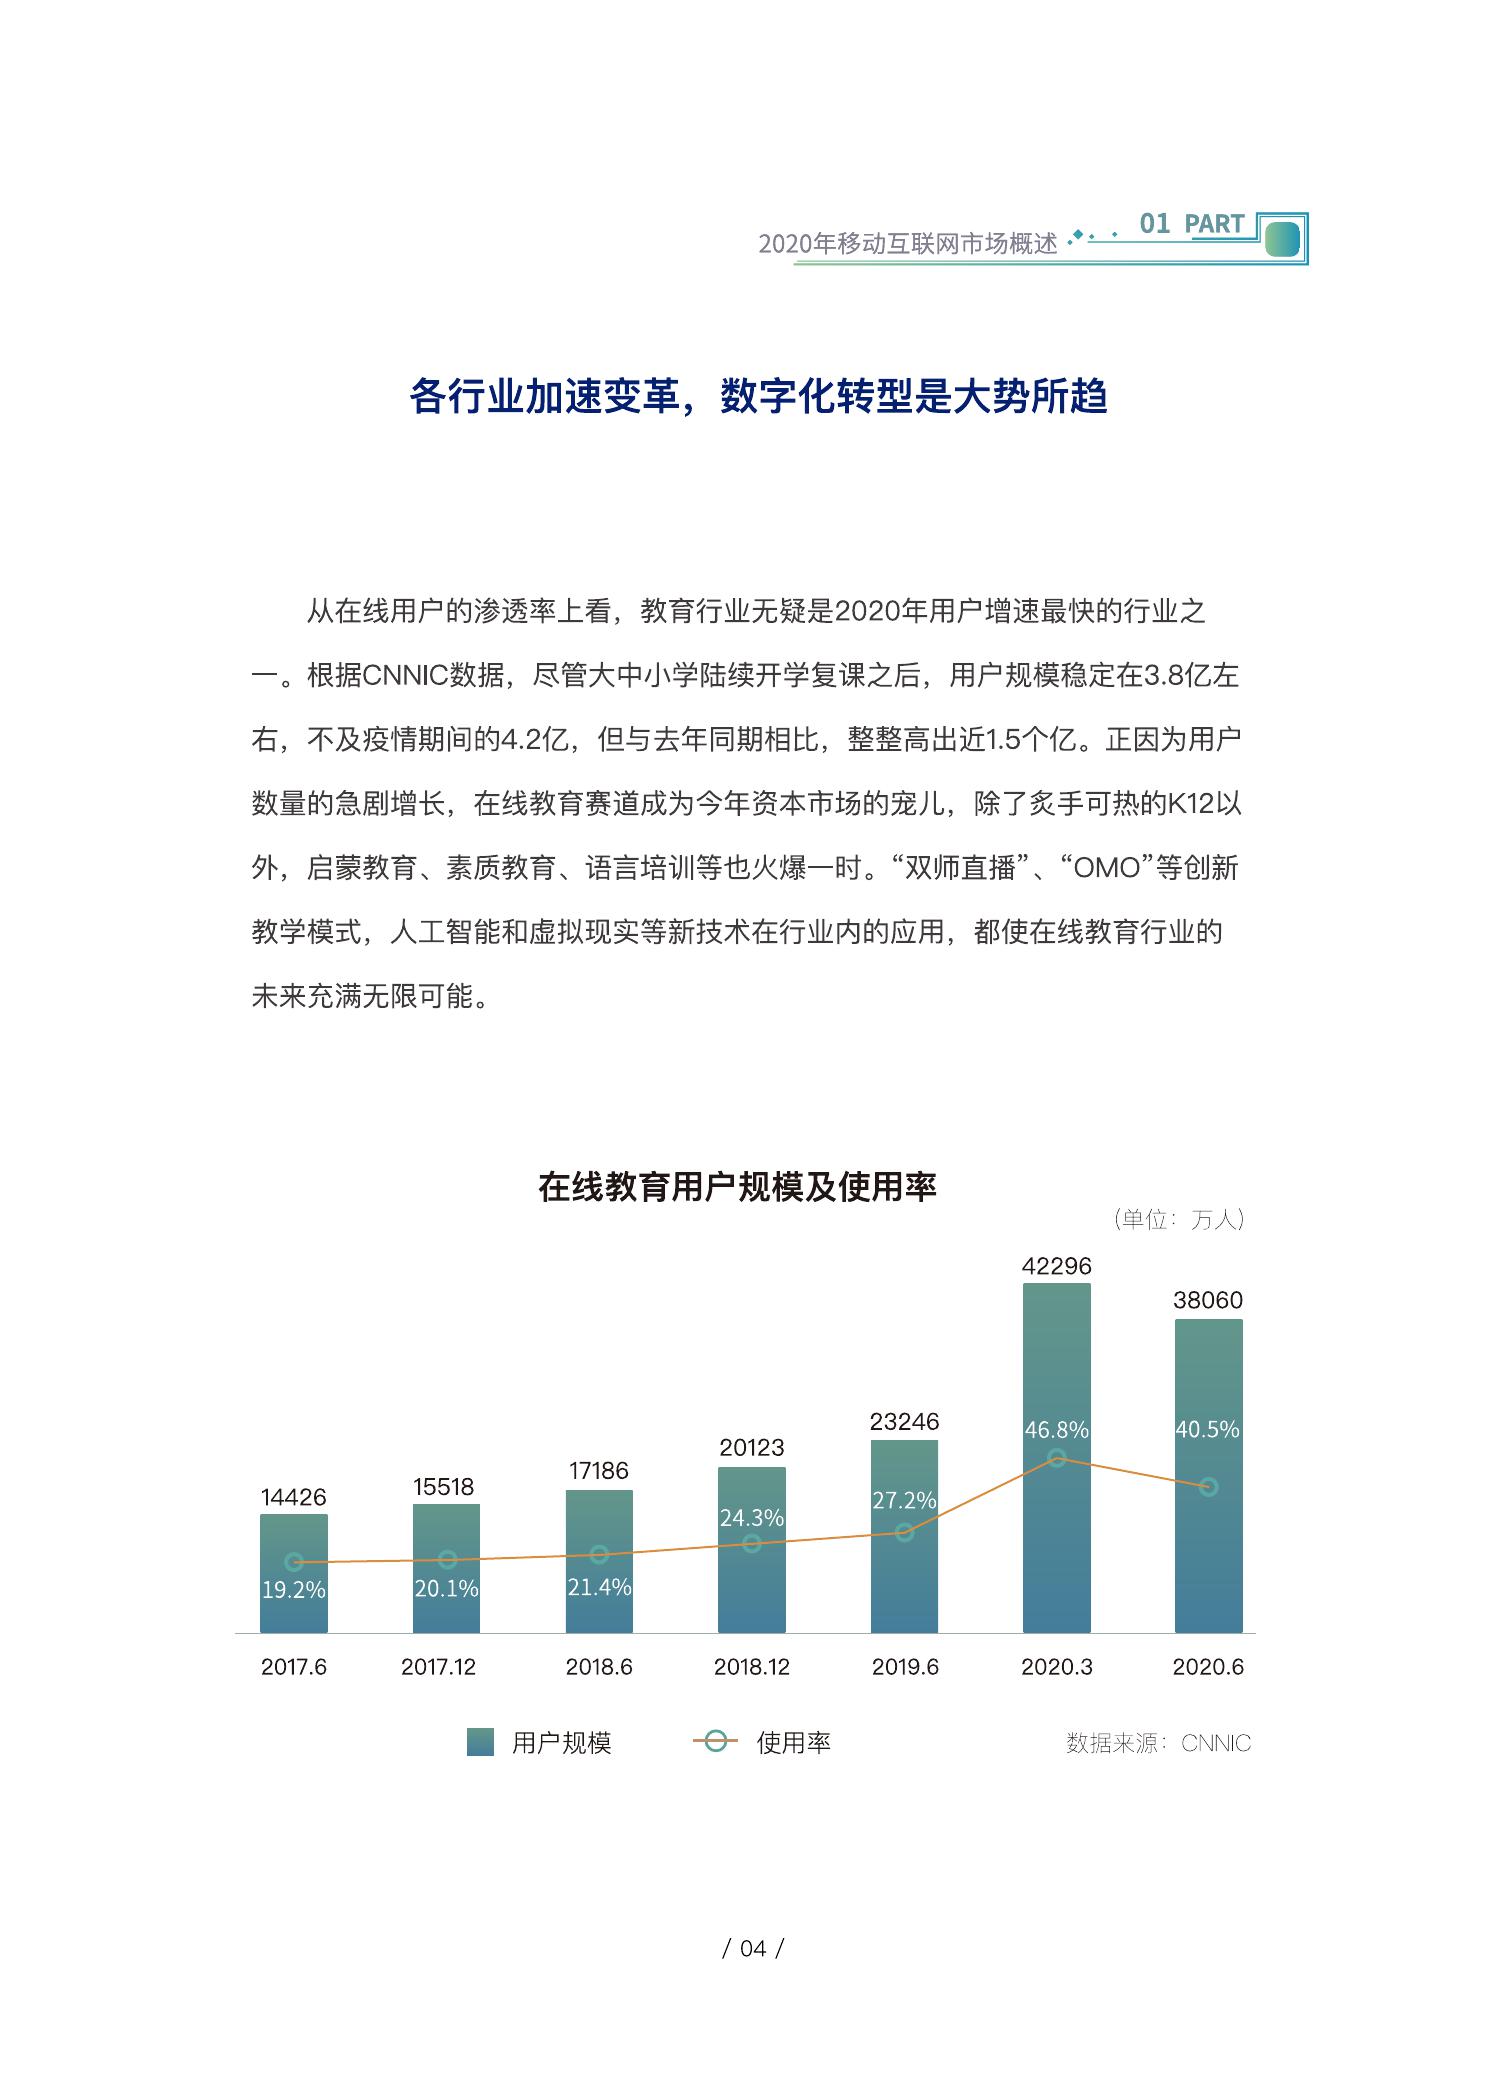 2020年移动互联网市场概述
01 PART
各行业加速变革，数字化转型是大势所趋
从在线用户的渗透率上看，教育行业无疑是2020年用户增速最快的行业之
一。根据CNNIC数据，尽管大中小学陆续开学复课之后，用户规模稳定在3.8亿左
右，不及疫情期间的4.2亿，但与去年同期相比，整整高出近1.5个亿。正因为用户
数量的急剧增长，在线教育赛道成为今年资本市场的宠儿，除了炙手可热的K12以
外，启蒙教育、素质教育、语言培训等也火爆一时。“双师直播”、“OMO”等创新
教学模式，人工智能和虚拟现实等新技术在行业内的应用，都使在线教育行业的
未来充满无限可能。
在线教育用户规模及使用率
（单位：万人）
14426 15518 17186 20123 23246 42296 38060
19.2% 20.1% 21.4% 24.3% 27.2% 46.8% 40.5%
2017.6 2017.12 2018.6 2018.12 2019.6 2020.3 2020.6
用户规模 使用率 数据来源：CNNIC
/ 04 /